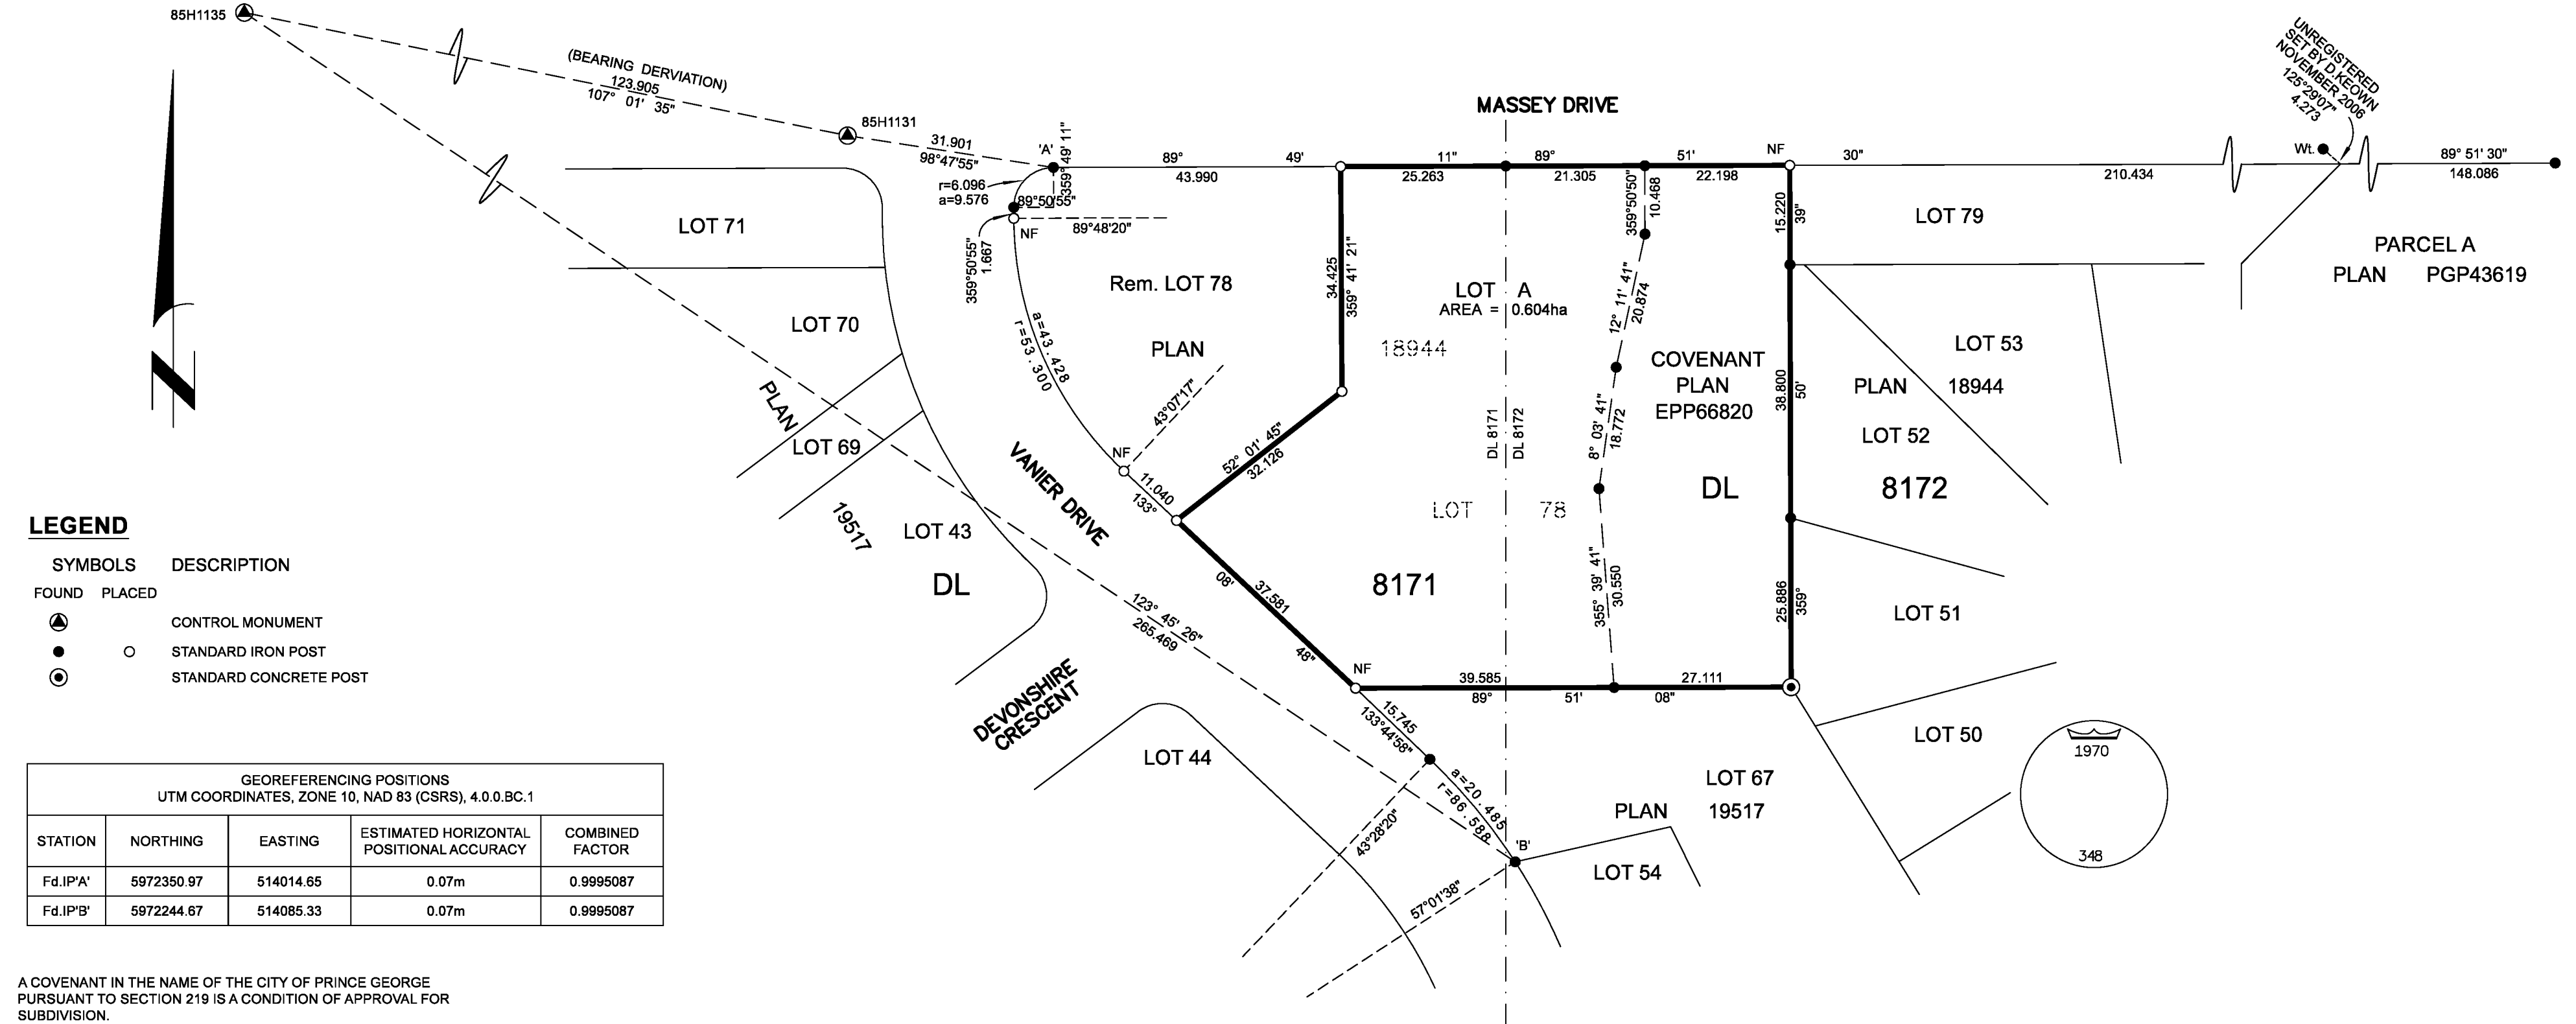 85H1135
(BEARING DERVIATION)
123.905
107° 01' 35"
85H1131
31.901
98°47'55"
'A'
359° 49' 11"
r=6.096
a=9.576
89°50'55"
NF
89°48'20"
359°50'55"
1.667
MASSEY DRIVE
89° 49' 11" 89° 51' 30"
43.990
25.263
21.305
22.198
NF
210.434
UNREGISTERED
SET BY D.KEOWN
NOVEMBER 2006
125°29'07"
4.273
Wt.
89° 51' 30"
148.086
LOT 71
LOT 70
PLAN
LOT 69
19517
LOT 43
DL
Rem. LOT 78
PLAN
18944
a=43.428
r=53.300
43°07'17"
NF
11.040
133° 08' 48"
37.581
34.425
359° 41' 21"
52° 01' 45"
32.126
LOT A
AREA = 0.604ha
DL 8171
DL 8172
LOT 78
8171
359°50'50"
10.468
12° 11' 41"
20.874
8° 03' 41"
18.772
355° 39' 41"
30.550
COVENANT
PLAN
EPP66820
DL
8172
15.220
38.800
25.886
359° 50' 39"
LOT 79
PARCEL A
PLAN PGP43619
LOT 53
PLAN 18944
LOT 52
LOT 51
LOT 50
VANIER DRIVE
123° 45' 26"
265.469
DEVONSHIRE
CRESCENT
NF
39.585
27.111
89° 51' 08"
15.745
133°44'58"
a=20.485
r=86.588
43°28'20"
57°01'38"
'B'
LOT 44
LOT 67
PLAN 19517
LOT 54
1970
348
LEGEND
SYMBOLS DESCRIPTION
FOUND PLACED
CONTROL MONUMENT
STANDARD IRON POST
STANDARD CONCRETE POST
GEOREFERENCING POSITIONS
UTM COORDINATES, ZONE 10, NAD 83 (CSRS), 4.0.0.BC.1
STATION NORTHING EASTING ESTIMATED HORIZONTAL POSITIONAL ACCURACY COMBINED FACTOR
Fd.IP'A' 5972350.97 514014.65 0.07m 0.9995087
Fd.IP'B' 5972244.67 514085.33 0.07m 0.9995087
A COVENANT IN THE NAME OF THE CITY OF PRINCE GEORGE
PURSUANT TO SECTION 219 IS A CONDITION OF APPROVAL FOR
SUBDIVISION.
N